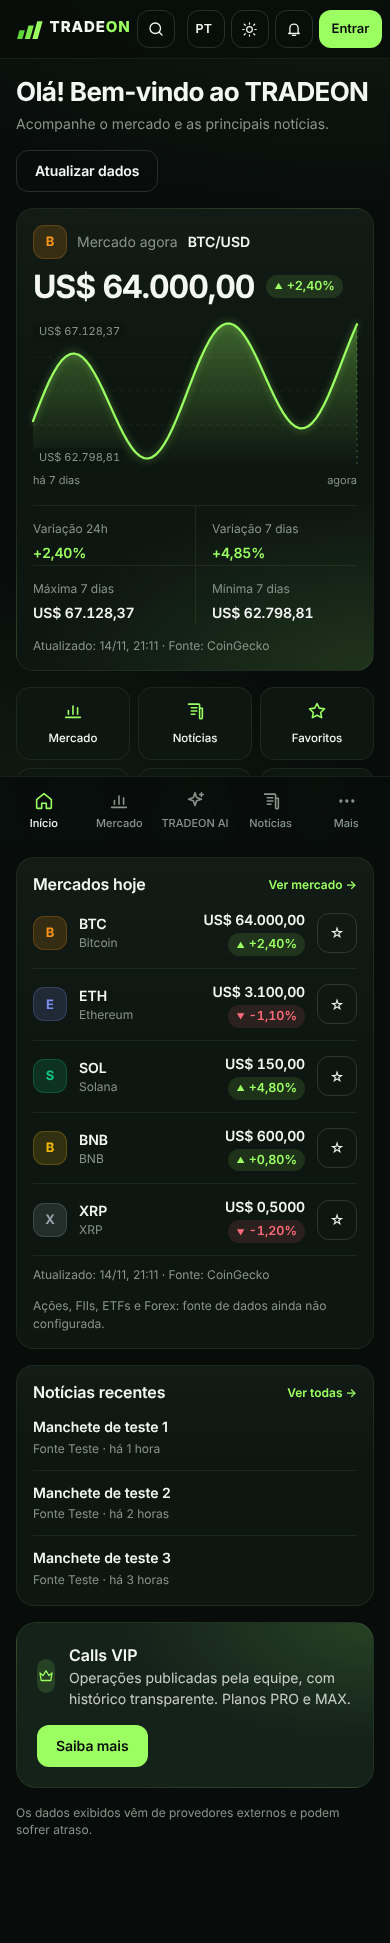 TRADEON
PT
Entrar
Olá! Bem-vindo ao TRADEON
Acompanhe o mercado e as principais notícias.
Atualizar dados
B
Mercado agora BTC/USD
US$ 64.000,00 ▲ +2,40%
US$ 67.128,37
US$ 62.798,81
há 7 dias
agora
Variação 24h
+2,40%
Variação 7 dias
+4,85%
Máxima 7 dias
US$ 67.128,37
Mínima 7 dias
US$ 62.798,81
Atualizado: 14/11, 21:11 · Fonte: CoinGecko
Mercado
Notícias
Favoritos
Início
Mercado
TRADEON AI
Notícias
Mais
Mercados hoje
Ver mercado →
B
BTC
Bitcoin
US$ 64.000,00
▲ +2,40%
E
ETH
Ethereum
US$ 3.100,00
▼ -1,10%
S
SOL
Solana
US$ 150,00
▲ +4,80%
B
BNB
BNB
US$ 600,00
▲ +0,80%
X
XRP
XRP
US$ 0,5000
▼ -1,20%
Atualizado: 14/11, 21:11 · Fonte: CoinGecko
Ações, FIIs, ETFs e Forex: fonte de dados ainda não
configurada.
Notícias recentes
Ver todas →
Manchete de teste 1
Fonte Teste · há 1 hora
Manchete de teste 2
Fonte Teste · há 2 horas
Manchete de teste 3
Fonte Teste · há 3 horas
Calls VIP
Operações publicadas pela equipe, com
histórico transparente. Planos PRO e MAX.
Saiba mais
Os dados exibidos vêm de provedores externos e podem
sofrer atraso.